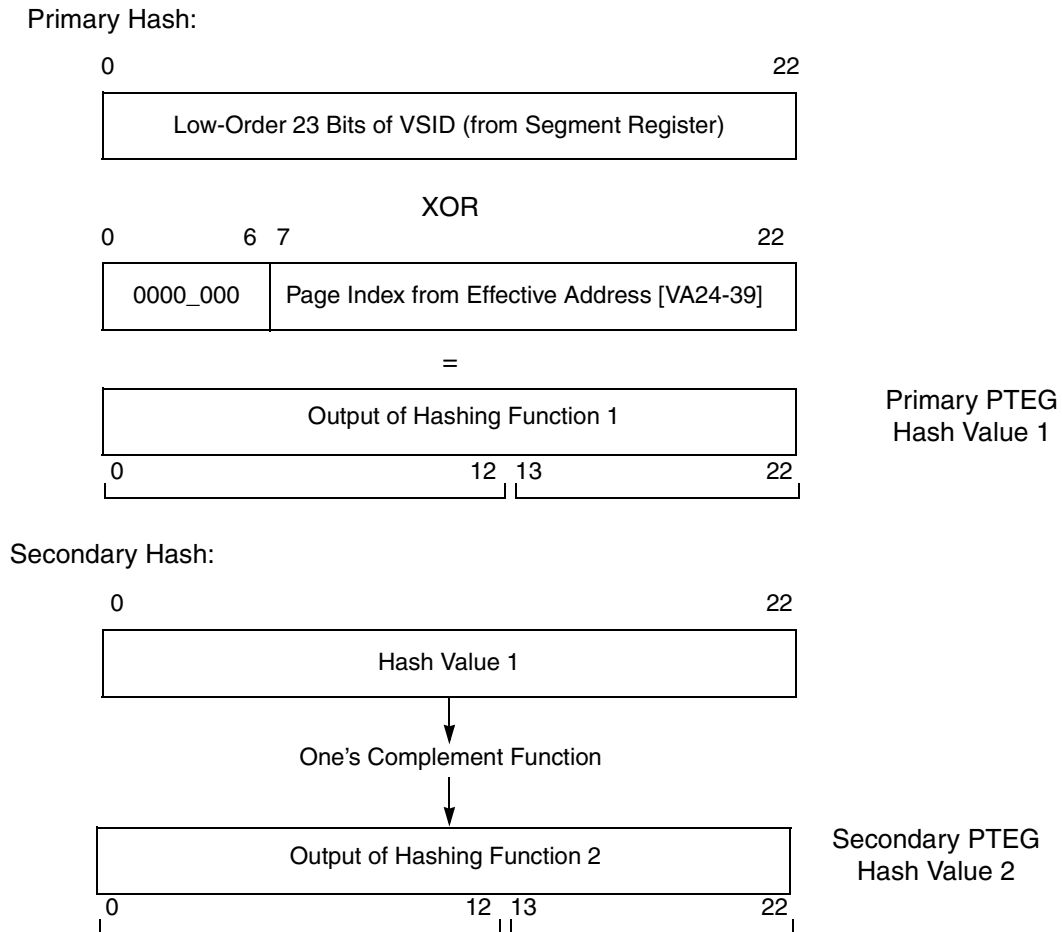 Primary Hash:
0 22
Low-Order 23 Bits of VSID (from Segment Register)
XOR
0 6 7 22
0000_000 Page Index from Effective Address [VA24-39]
=
Output of Hashing Function 1
Primary PTEG
Hash Value 1
0 12 13 22
Secondary Hash:
0 22
Hash Value 1
One's Complement Function
Output of Hashing Function 2
Secondary PTEG
Hash Value 2
0 12 13 22